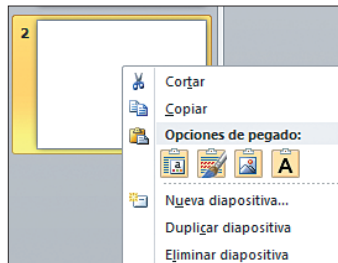 2
Cortar
Copiar
Opciones de pegado:
a A
Nueva diapositiva...
Duplicar diapositiva
Eliminar diapositiva